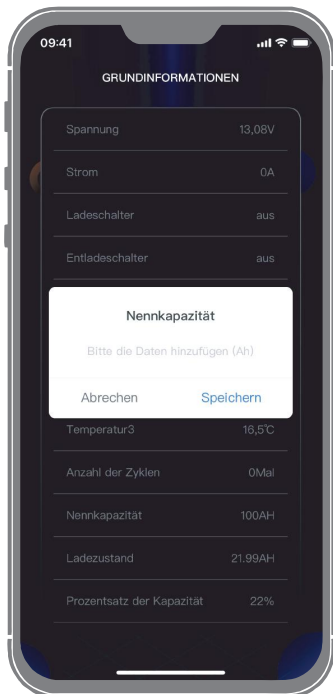 09:41
GRUNDINFORMATIONEN
Spannung 13,08V
Strom 0A
Ladeschalter aus
Entladeschalter aus
Nennkapazität
Bitte die Daten hinzufügen (Ah)
Abrechen Speichern
Temperatur3 16,5℃
Anzahl der Zyklen 0Mal
Nennkapazität 100AH
Ladezustand 21.99AH
Prozentsatz der Kapazität 22%